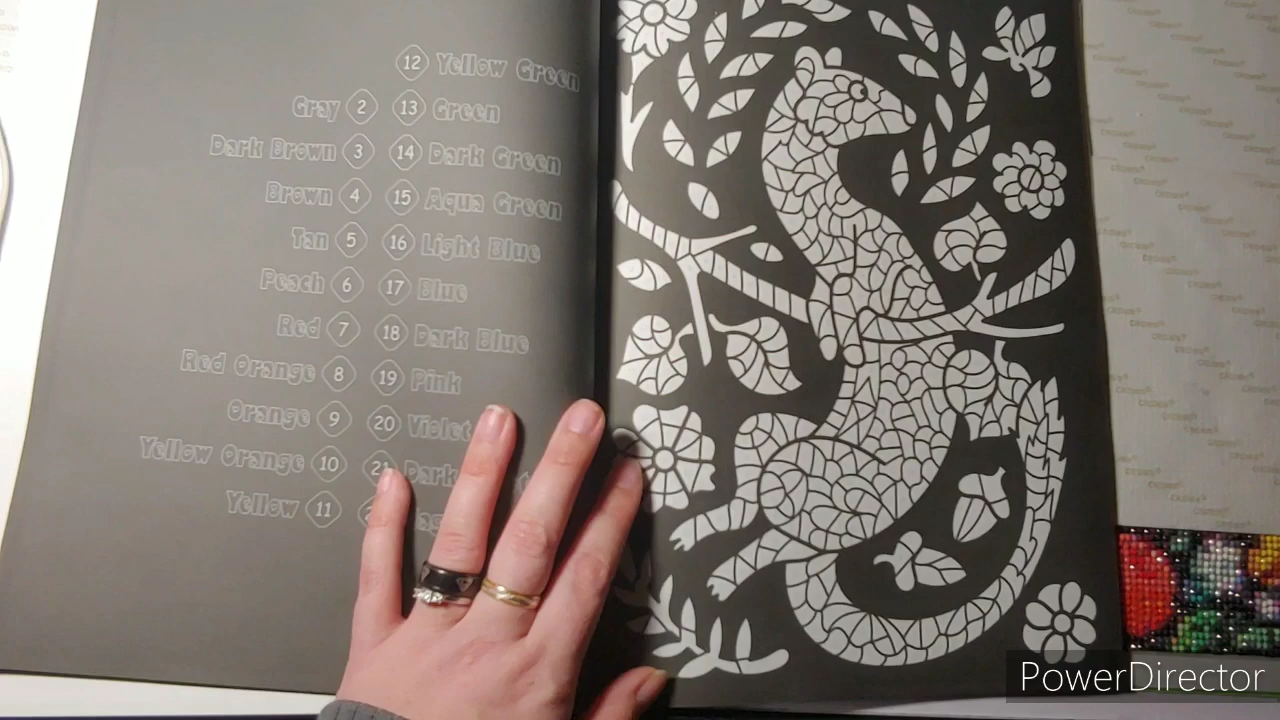 12 Yellow Green
Gray 2 13 Green
Dark Brown 3 14 Dark Green
Brown 4 15 Aqua Green
Tan 5 16 Light Blue
Peach 6 17 Blue
Red 7 18 Dark Blue
Red Orange 8 19 Pink
Orange 9 20 Violet
Yellow Orange 10 21 Dark
Yellow 11
PowerDirector